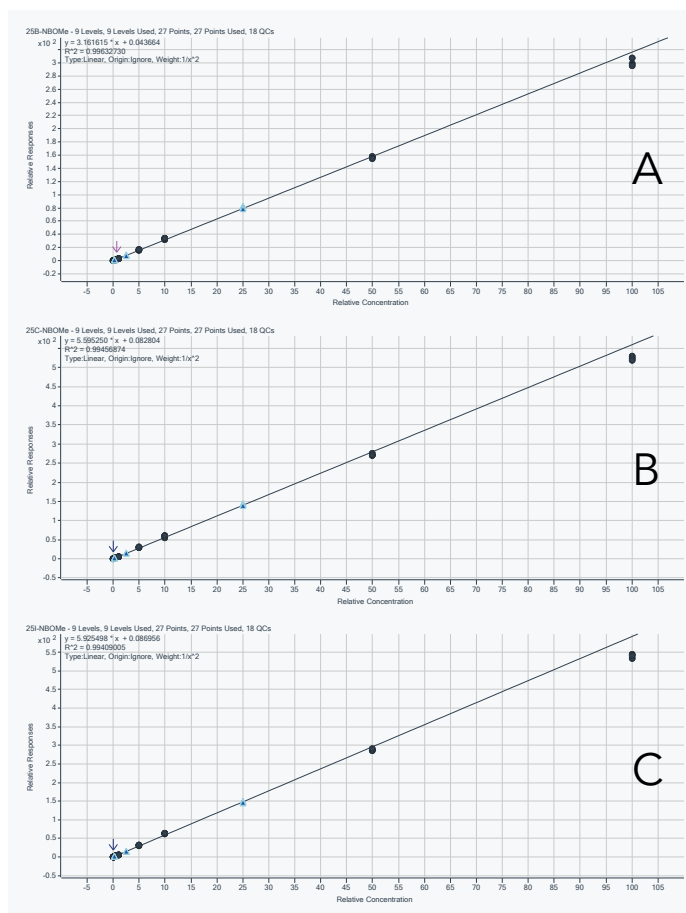 25B-NBOMe - 9 Levels, 9 Levels Used, 27 Points, 27 Points Used, 18 QCs
x10 2
y = 3.161615 * x + 0.043664
R^2 = 0.99632730
Type:Linear, Origin:Ignore, Weight:1/x^2
Relative Responses
3
2.8
2.6
2.4
2.2
2
1.8
1.6
1.4
1.2
1
0.8
0.6
0.4
0.2
0
-0.2
A
-5 0 5 10 15 20 25 30 35 40 45 50 55 60 65 70 75 80 85 90 95 100 105
Relative Concentration
25C-NBOMe - 9 Levels, 9 Levels Used, 27 Points, 27 Points Used, 18 QCs
x10 2
y = 5.595250 * x + 0.082804
R^2 = 0.99456874
Type:Linear, Origin:Ignore, Weight:1/x^2
Relative Responses
5
4.5
4
3.5
3
2.5
2
1.5
1
0.5
0
-0.5
B
-5 0 5 10 15 20 25 30 35 40 45 50 55 60 65 70 75 80 85 90 95 100 105
Relative Concentration
25I-NBOMe - 9 Levels, 9 Levels Used, 27 Points, 27 Points Used, 18 QCs
x10 2
y = 5.925498 * x + 0.086956
R^2 = 0.99409005
Type:Linear, Origin:Ignore, Weight:1/x^2
Relative Responses
5.5
5
4.5
4
3.5
3
2.5
2
1.5
1
0.5
0
-0.5
C
-5 0 5 10 15 20 25 30 35 40 45 50 55 60 65 70 75 80 85 90 95 100 105
Relative Concentration